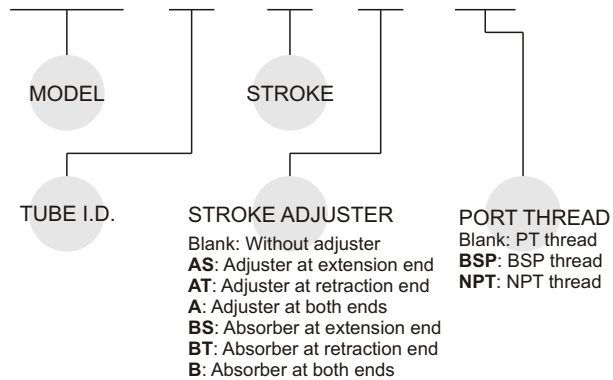 MODEL
STROKE
TUBE I.D.
STROKE ADJUSTER
Blank: Without adjuster
AS: Adjuster at extension end
AT: Adjuster at retraction end
A: Adjuster at both ends
BS: Absorber at extension end
BT: Absorber at retraction end
B: Absorber at both ends
PORT THREAD
Blank: PT thread
BSP: BSP thread
NPT: NPT thread